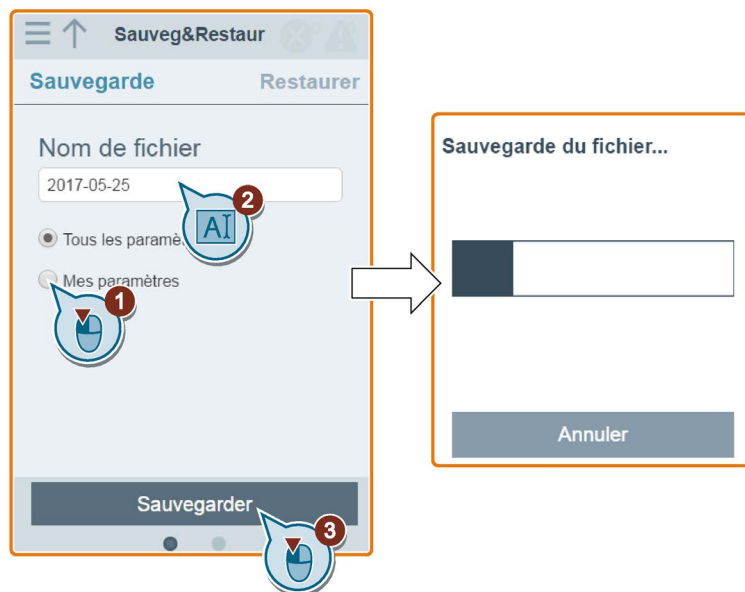 Sauveg&Restaur
Sauvegarde Restaurer
Nom de fichier
2017-05-25
2
AI
Tous les paramè
Mes paramètres
1
Sauvegarder
3
Sauvegarde du fichier...
Annuler